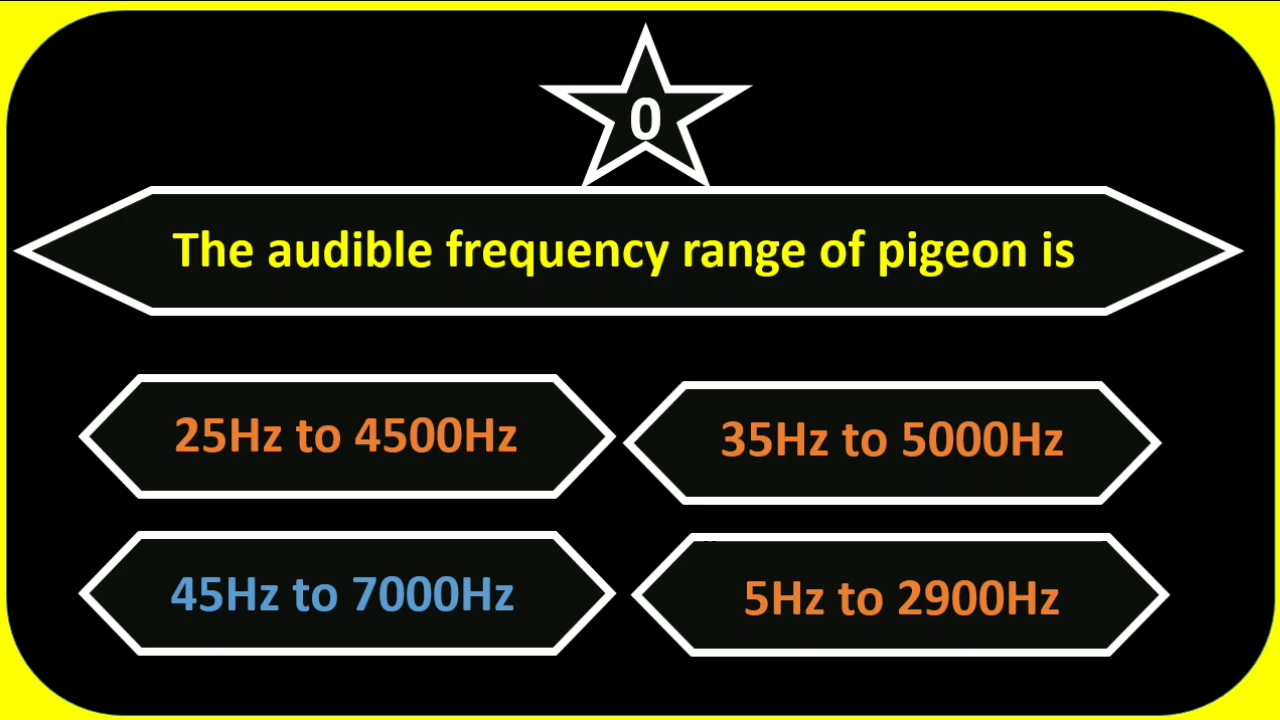 0
The audible frequency range of pigeon is
25Hz to 4500Hz
35Hz to 5000Hz
45Hz to 7000Hz
5Hz to 2900Hz